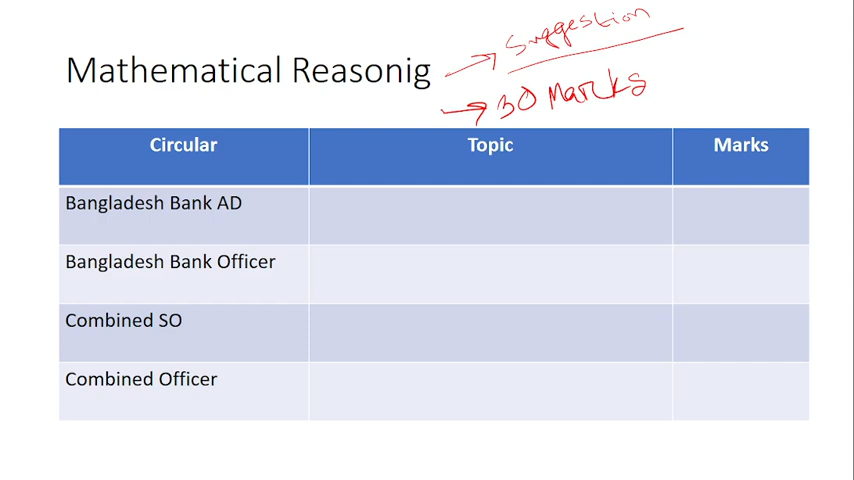 Suggestion
Mathematical Reasonig
30 Marks
Circular Topic Marks
Bangladesh Bank AD
Bangladesh Bank Officer
Combined SO
Combined Officer